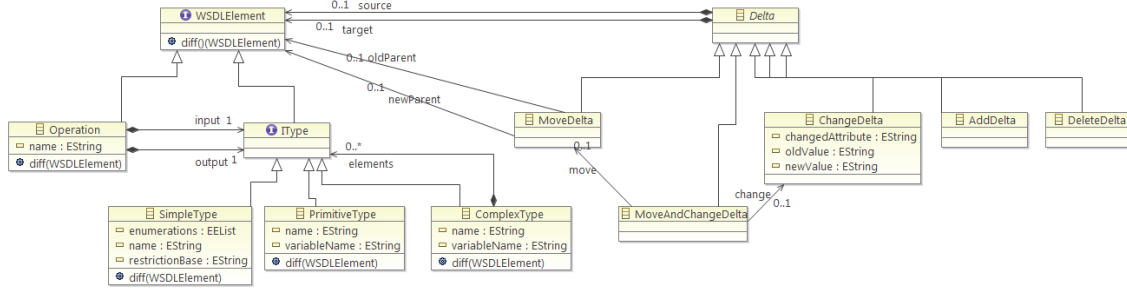 WSDLElement
diff()(WSDLElement)
0..1 source
0..1 target
Delta
0..1 oldParent
0..1
newParent
Operation
name : EString
diff(WSDLElement)
input 1
output 1
IType
0..*
elements
MoveDelta
0..1
move
ChangeDelta
changedAttribute : EString
oldValue : EString
newValue : EString
AddDelta
DeleteDelta
change
0..1
MoveAndChangeDelta
SimpleType
enumerations : EEList
name : EString
restrictionBase : EString
diff(WSDLElement)
PrimitiveType
name : EString
variableName : EString
diff(WSDLElement)
ComplexType
name : EString
variableName : EString
diff(WSDLElement)